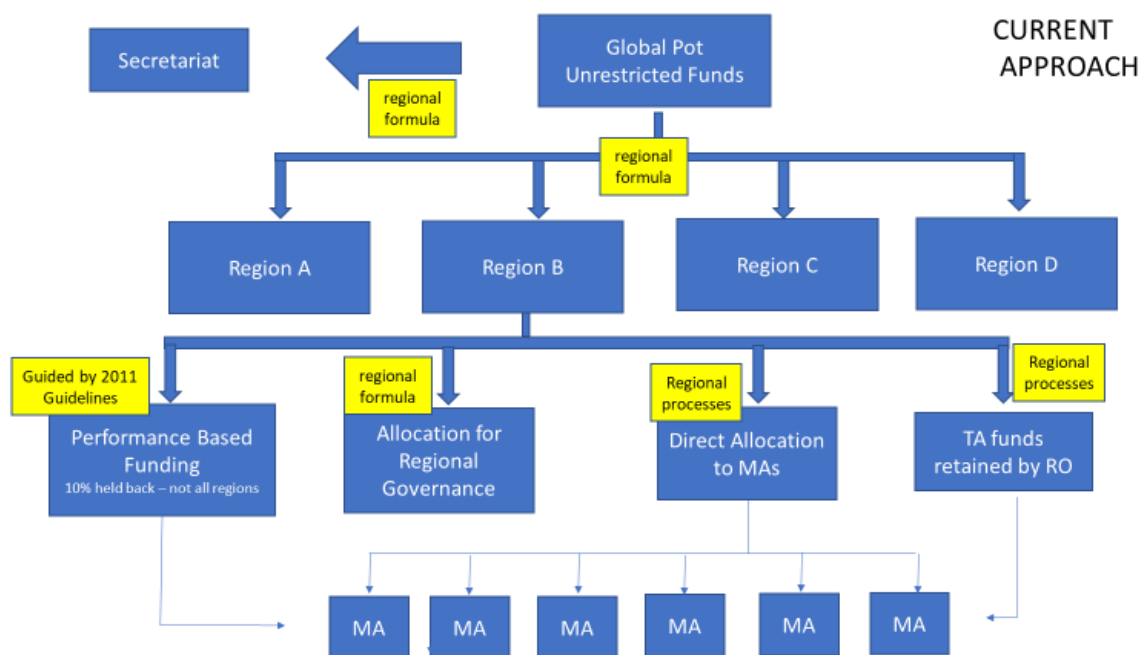 CURRENT
APPROACH
Secretariat
Global Pot
Unrestricted Funds
regional
formula
regional
formula
Region A
Region B
Region C
Region D
Guided by 2011
Guidelines
regional
formula
Regional
processes
Regional
processes
Performance Based
Funding
10% held back – not all regions
Allocation for
Regional
Governance
Direct Allocation
to MAs
TA funds
retained by RO
MA
MA
MA
MA
MA
MA